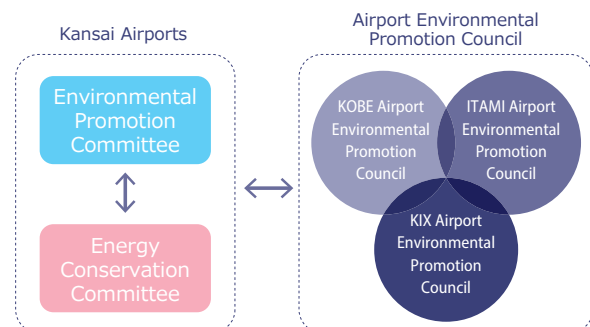 Kansai Airports
Environmental
Promotion
Committee
Energy
Conservation
Committee
Airport Environmental
Promotion Council
KOBE Airport
Environmental
Promotion
Council
ITAMI Airport
Environmental
Promotion
Council
KIX Airport
Environmental
Promotion
Council